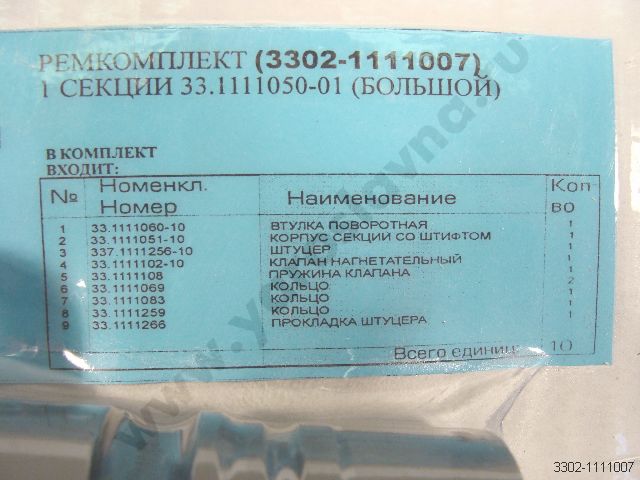 РЕМКОМПЛЕКТ (3302-1111007)
1 СЕКЦИИ 33.1111050-01 (БОЛЬШОЙ)
В КОМПЛЕКТ
ВХОДИТ:
№ Номенкл. Номер Наименование Кол во
1 33.1111060-10 ВТУЛКА ПОВОРОТНАЯ 1
2 33.1111051-10 КОРПУС СЕКЦИИ СО ШТИФТОМ 1
3 337.1111256-10 ШТУЦЕР 1
4 33.1111102-10 КЛАПАН НАГНЕТАТЕЛЬНЫЙ 1
5 33.1111108 ПРУЖИНА КЛАПАНА 1
6 33.1111069 КОЛЬЦО 2
7 33.1111083 КОЛЬЦО 1
8 33.1111259 КОЛЬЦО 1
9 33.1111266 ПРОКЛАДКА ШТУЦЕРА 1
Всего единиц: 10
3302-1111007